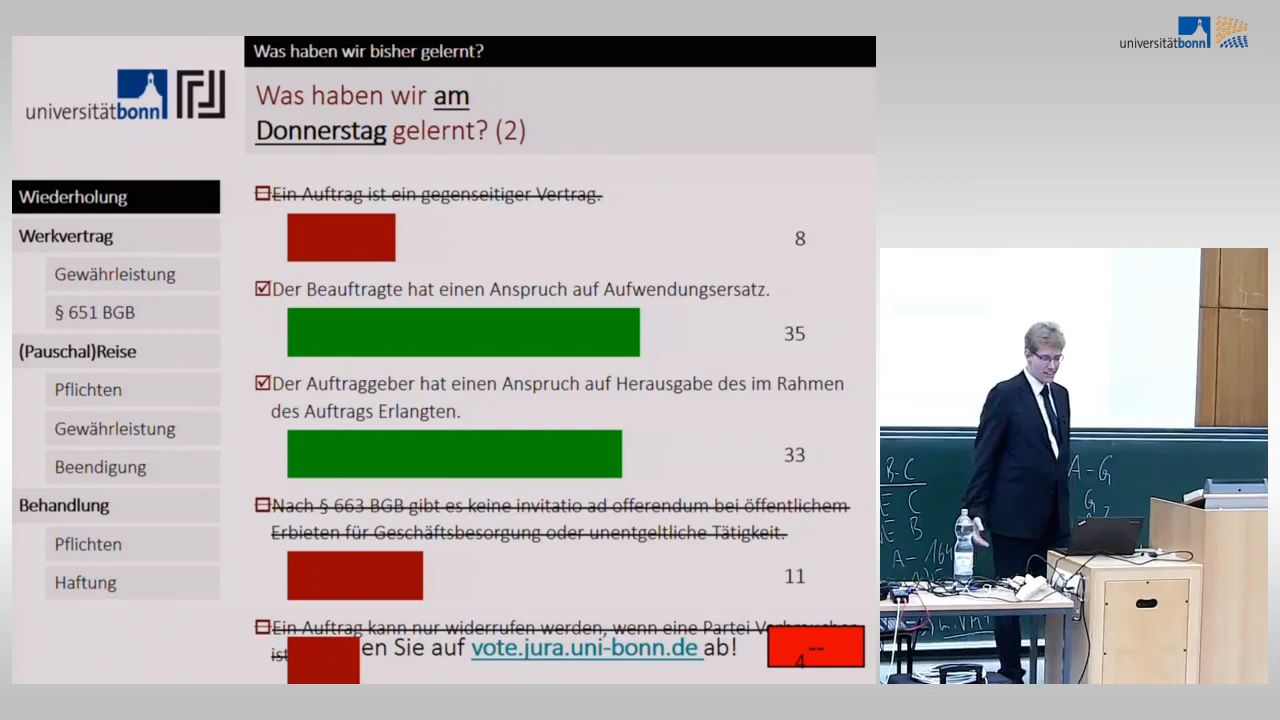 universitätbonn
Was haben wir bisher gelernt?
universitätbonn
Was haben wir am
Donnerstag gelernt? (2)
Wiederholung
Werkvertrag
Gewährleistung
§ 651 BGB
(Pauschal)Reise
Pflichten
Gewährleistung
Beendigung
Behandlung
Pflichten
Haftung
Ein Auftrag ist ein gegenseitiger Vertrag.
8
Der Beauftragte hat einen Anspruch auf Aufwendungsersatz.
35
Der Auftraggeber hat einen Anspruch auf Herausgabe des im Rahmen
des Auftrags Erlangten.
33
Nach § 663 BGB gibt es keine invitatio ad offerendum bei öffentlichem
Erbieten für Geschäftsbesorgung oder unentgeltliche Tätigkeit.
11
Ein Auftrag kann nur widerrufen werden, wenn eine Partei Verbraucher
ist
en Sie auf vote.jura.uni-bonn.de ab!
--
4
B-C
E C
E B
A-G
G